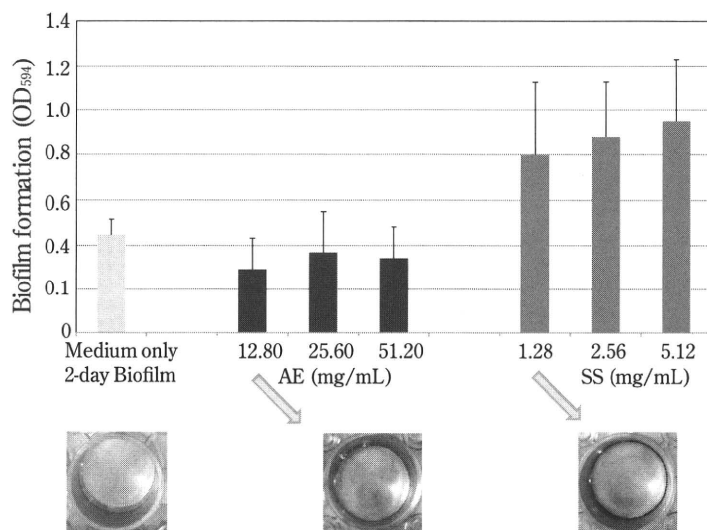 Biofilm formation (OD594)
1.4
1.2
1.0
0.8
0.6
0.4
0.1
0
Medium only
2-day Biofilm
12.80 25.60 51.20
AE (mg/mL)
1.28 2.56 5.12
SS (mg/mL)